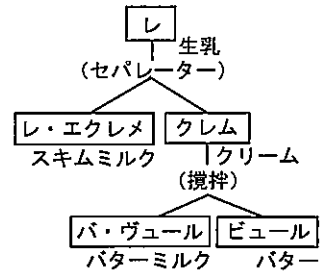 レ
生乳
(セパレーター)
レ・エクレメ クレム
スキムミルク クリーム
(攪拌)
バ・ヴュール ビュール
バターミルク バター